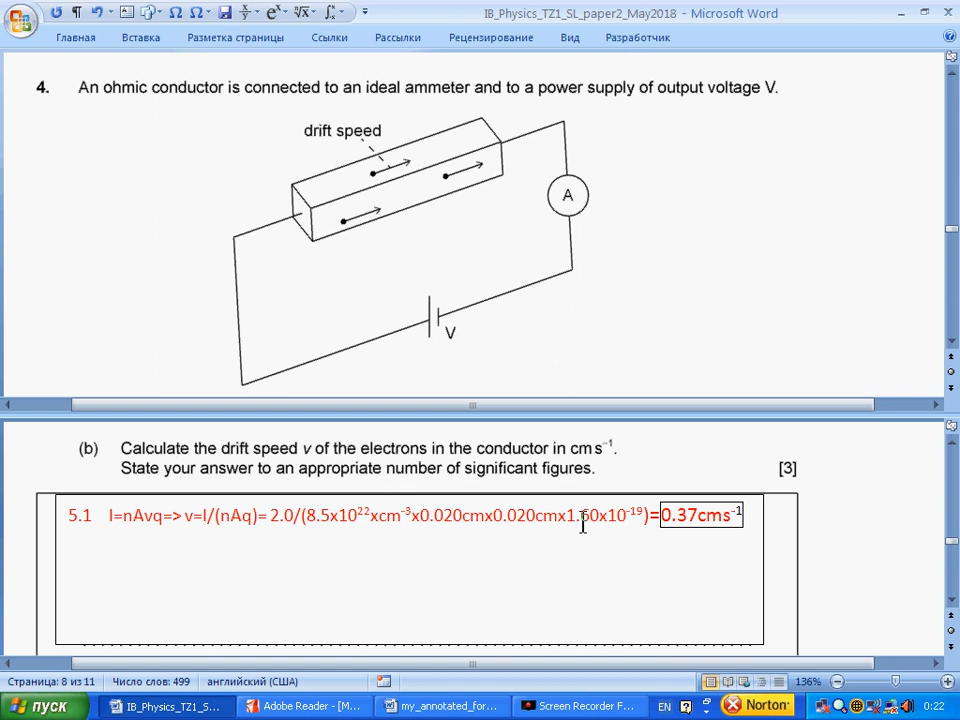 IB_Physics_TZ1_SL_paper2_May2018 - Microsoft Word
Главная Вставка Разметка страницы Ссылки Рассылки Рецензирование Вид Разработчик
4. An ohmic conductor is connected to an ideal ammeter and to a power supply of output voltage V.
drift speed
A
V
(b) Calculate the drift speed v of the electrons in the conductor in cm s⁻¹.
State your answer to an appropriate number of significant figures. [3]
5.1 I=nAvq=> v=I/(nAq)= 2.0/(8.5x10²²xcm⁻³x0.020cmx0.020cmx1.60x10⁻¹⁹)=0.37cms⁻¹
Страница: 8 из 11 Число слов: 499 английский (США) 136%
пуск IB_Physics_TZ1_S... Adobe Reader - [M... my_annotated_for... Screen Recorder F... EN Norton 0:22